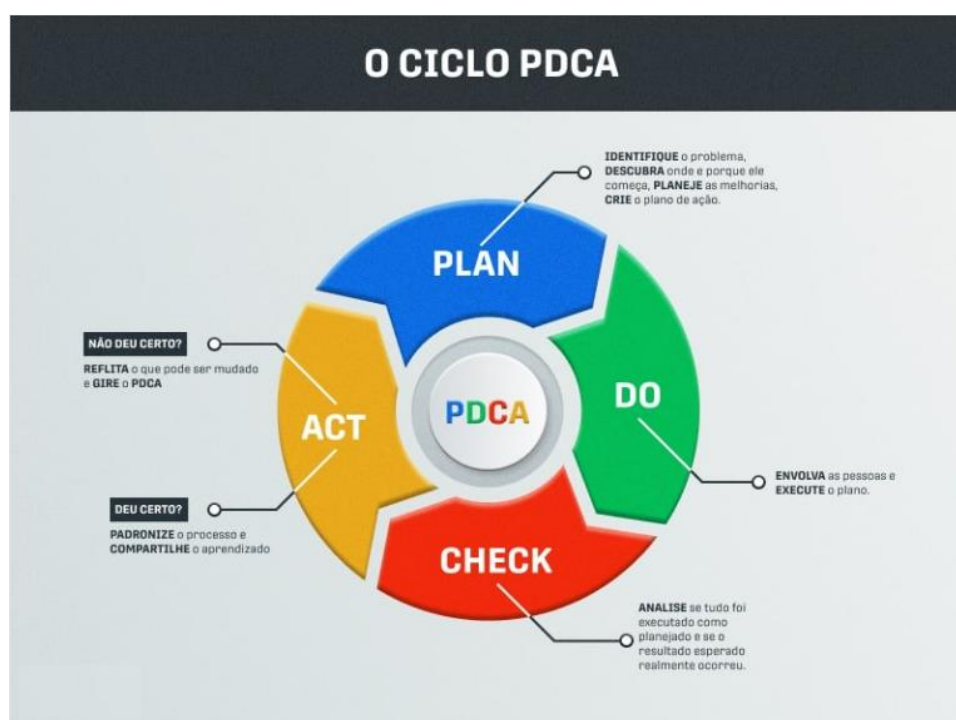 O CICLO PDCA
IDENTIFIQUE o problema,
DESCUBRA onde e porque ele
começa, PLANEJE as melhorias,
CRIE o plano de ação.
PLAN
DO
ENVOLVA as pessoas e
EXECUTE o plano.
CHECK
ANALISE se tudo foi
executado como
planejado e se o
resultado esperado
realmente ocorreu.
ACT
NÃO DEU CERTO?
REFLITA o que pode ser mudado
e GIRE o PDCA
DEU CERTO?
PADRONIZE o processo e
COMPARTILHE o aprendizado
PDCA